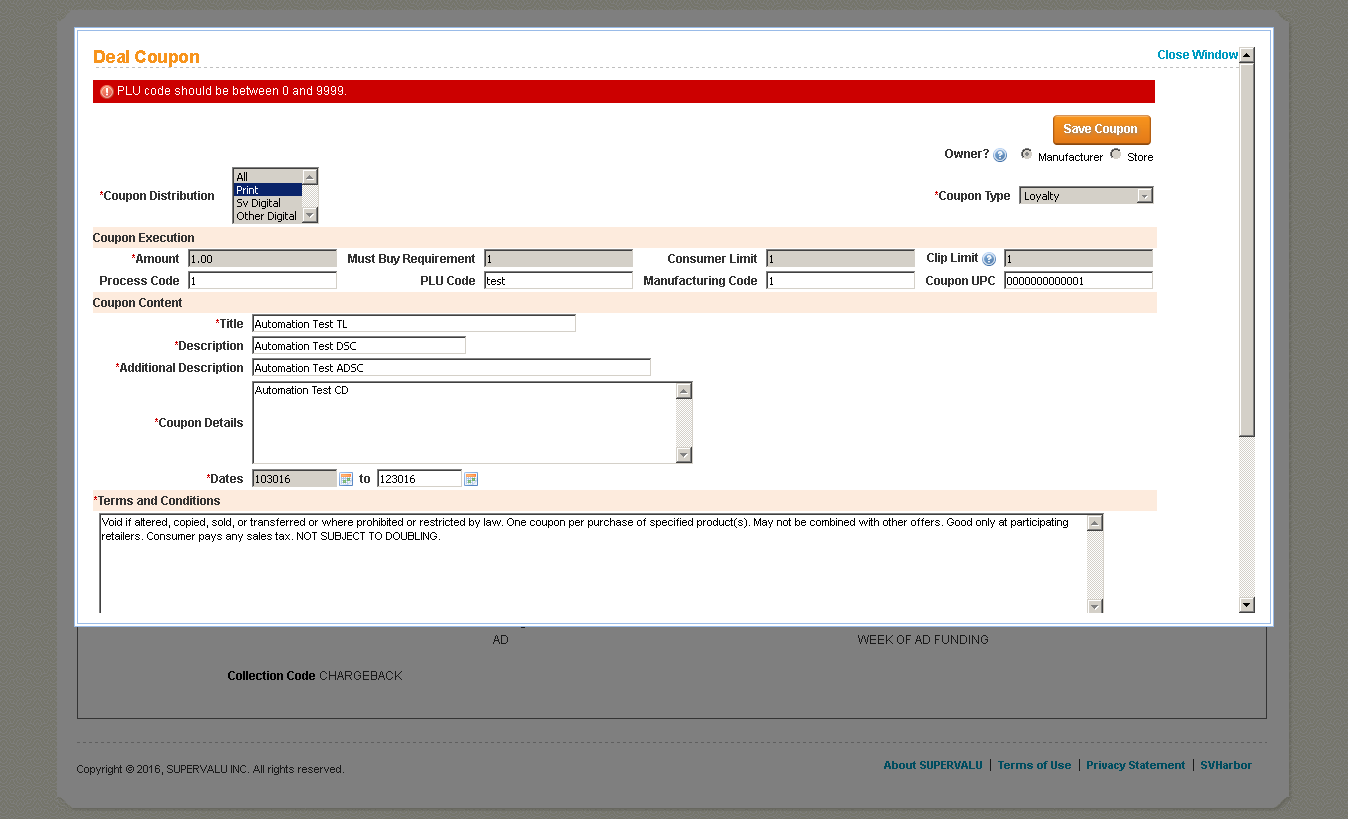 Deal Coupon
Close Window
PLU code should be between 0 and 9999.
Save Coupon
Owner? Manufacturer Store
*Coupon Distribution
All
Print
Sv Digital
Other Digital
*Coupon Type Loyalty
Coupon Execution
*Amount 1.00 Must Buy Requirement 1 Consumer Limit 1 Clip Limit 1
Process Code 1 PLU Code test Manufacturing Code 1 Coupon UPC 0000000000001
Coupon Content
*Title Automation Test TL
*Description Automation Test DSC
*Additional Description Automation Test ADSC
*Coupon Details Automation Test CD
*Dates 103016 to 123016
*Terms and Conditions
Void if altered, copied, sold, or transferred or where prohibited or restricted by law. One coupon per purchase of specified product(s). May not be combined with other offers. Good only at participating
retailers. Consumer pays any sales tax. NOT SUBJECT TO DOUBLING.
AD WEEK OF AD FUNDING
Collection Code CHARGEBACK
Copyright © 2016, SUPERVALU INC. All rights reserved.
About SUPERVALU | Terms of Use | Privacy Statement | SVHarbor